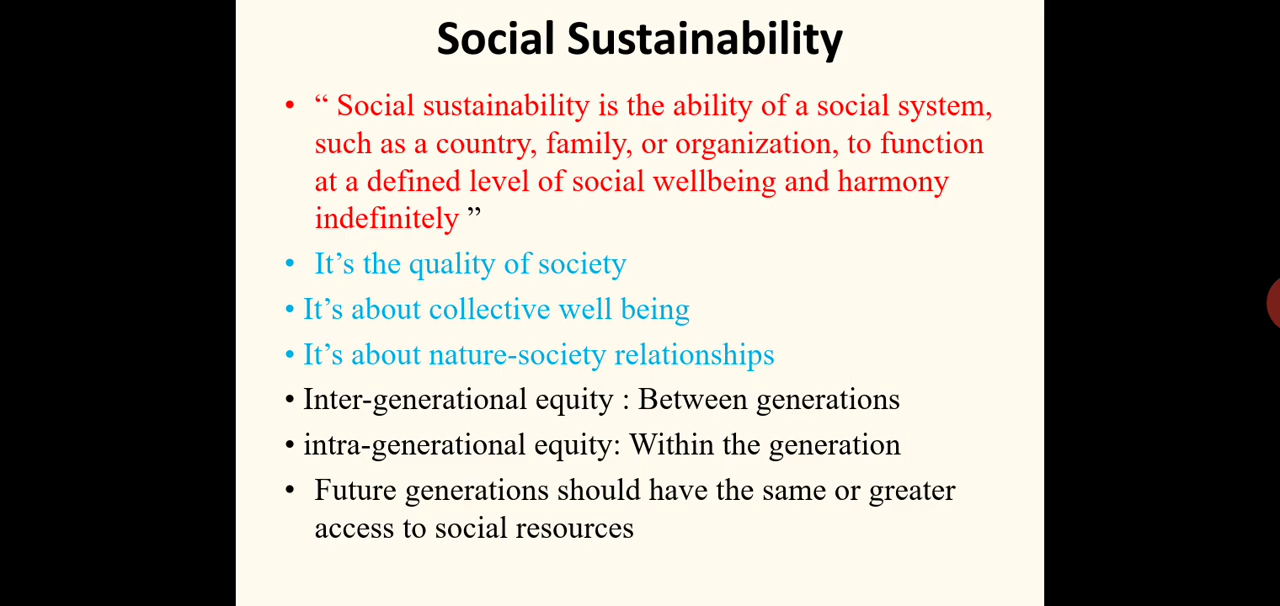 Social Sustainability
• “ Social sustainability is the ability of a social system,
such as a country, family, or organization, to function
at a defined level of social wellbeing and harmony
indefinitely ”
• It’s the quality of society
• It’s about collective well being
• It’s about nature-society relationships
• Inter-generational equity : Between generations
• intra-generational equity: Within the generation
• Future generations should have the same or greater
access to social resources